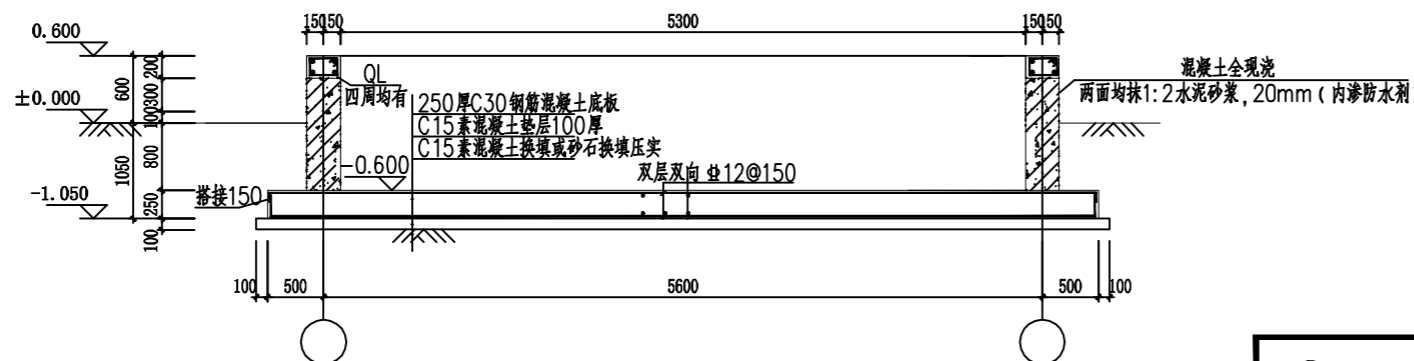 150150
5300
150150
0.600
±0.000
-1.050
600
1050
200
300
100
800
250
100
QL
四周均有
250厚C30钢筋混凝土底板
C15素混凝土垫层100厚
C15素混凝土换填或砂石换填压实
-0.600
搭接150
双层双向 ⌀12@150
混凝土全现浇
两面均抹1:2水泥砂浆,20mm(内渗防水剂
100
500
5600
500
100